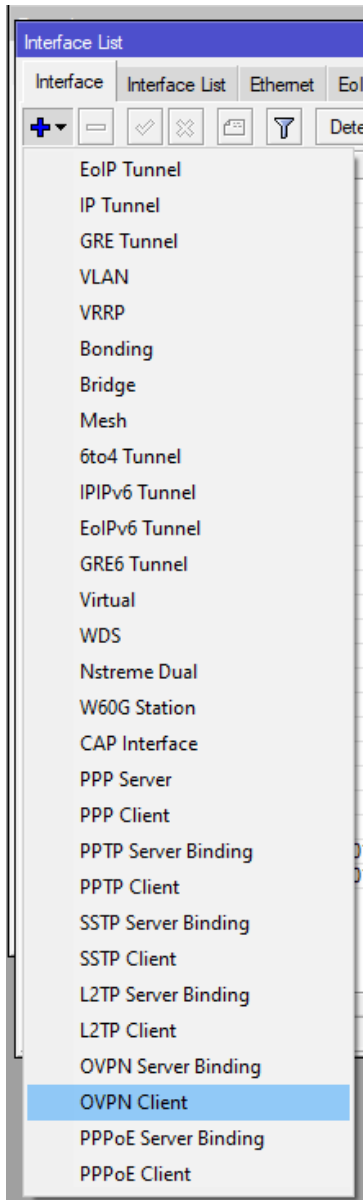 Interface List
Interface Interface List Ethernet EoI
Dete
EoIP Tunnel
IP Tunnel
GRE Tunnel
VLAN
VRRP
Bonding
Bridge
Mesh
6to4 Tunnel
IPIPv6 Tunnel
EoIPv6 Tunnel
GRE6 Tunnel
Virtual
WDS
Nstreme Dual
W60G Station
CAP Interface
PPP Server
PPP Client
PPTP Server Binding
PPTP Client
SSTP Server Binding
SSTP Client
L2TP Server Binding
L2TP Client
OVPN Server Binding
OVPN Client
PPPoE Server Binding
PPPoE Client